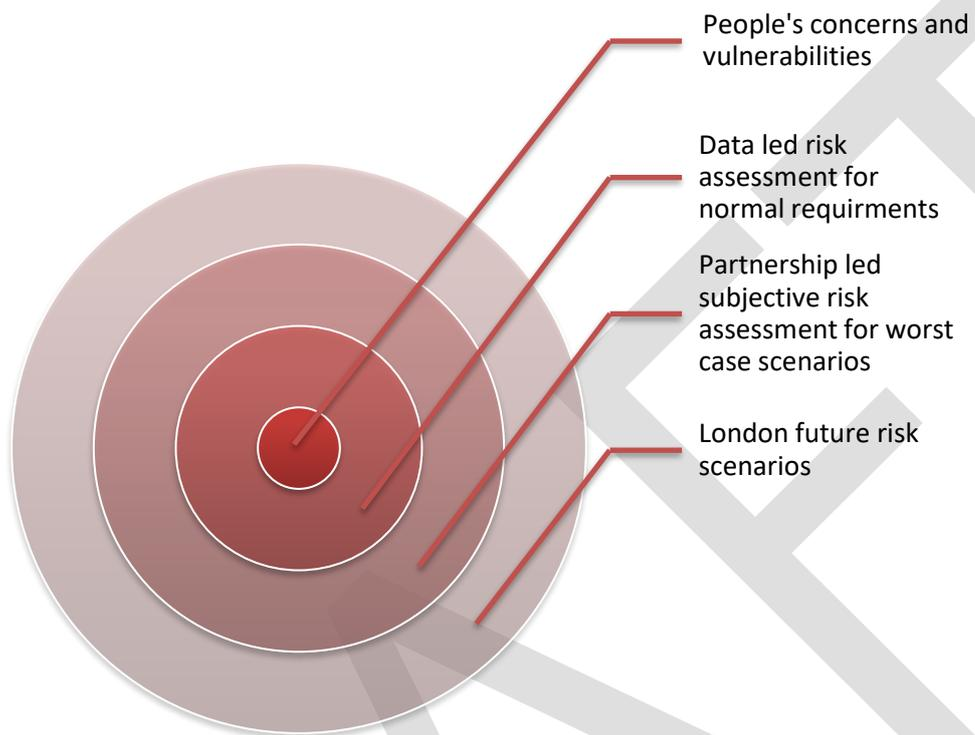 People's concerns and
vulnerabilities
Data led risk
assessment for
normal requirments
Partnership led
subjective risk
assessment for worst
case scenarios
London future risk
scenarios